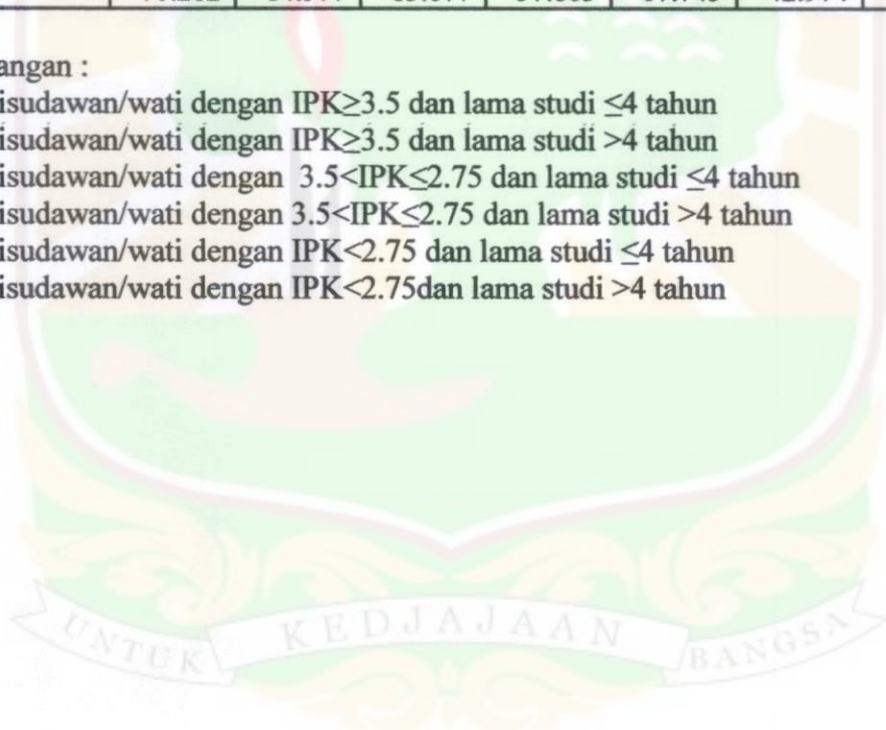 angan :
isudawan/wati dengan IPK≥3.5 dan lama studi ≤4 tahun
isudawan/wati dengan IPK≥3.5 dan lama studi >4 tahun
isudawan/wati dengan 3.5<IPK≤2.75 dan lama studi ≤4 tahun
isudawan/wati dengan 3.5<IPK≤2.75 dan lama studi >4 tahun
isudawan/wati dengan IPK<2.75 dan lama studi ≤4 tahun
isudawan/wati dengan IPK<2.75dan lama studi >4 tahun
UNTUK KEDJAJAAN BANGSA